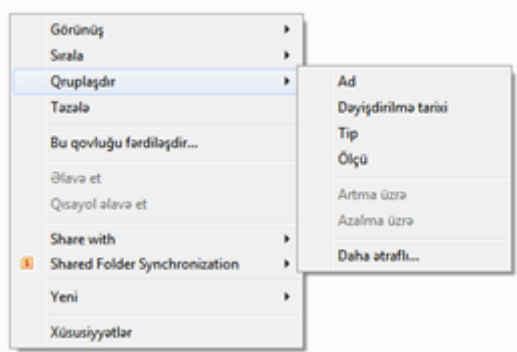 Görünüş
Sırala
Qruplaşdır
Təzələ
Bu qovluğu fərdiləşdir...
Əlavə et
Qısayol əlavə et
Share with
Shared Folder Synchronization
Yeni
Xüsusiyyətlər
Ad
Dəyişdirilmə tarixi
Tip
Ölçü
Artma üzrə
Azalma üzrə
Daha ətraflı...